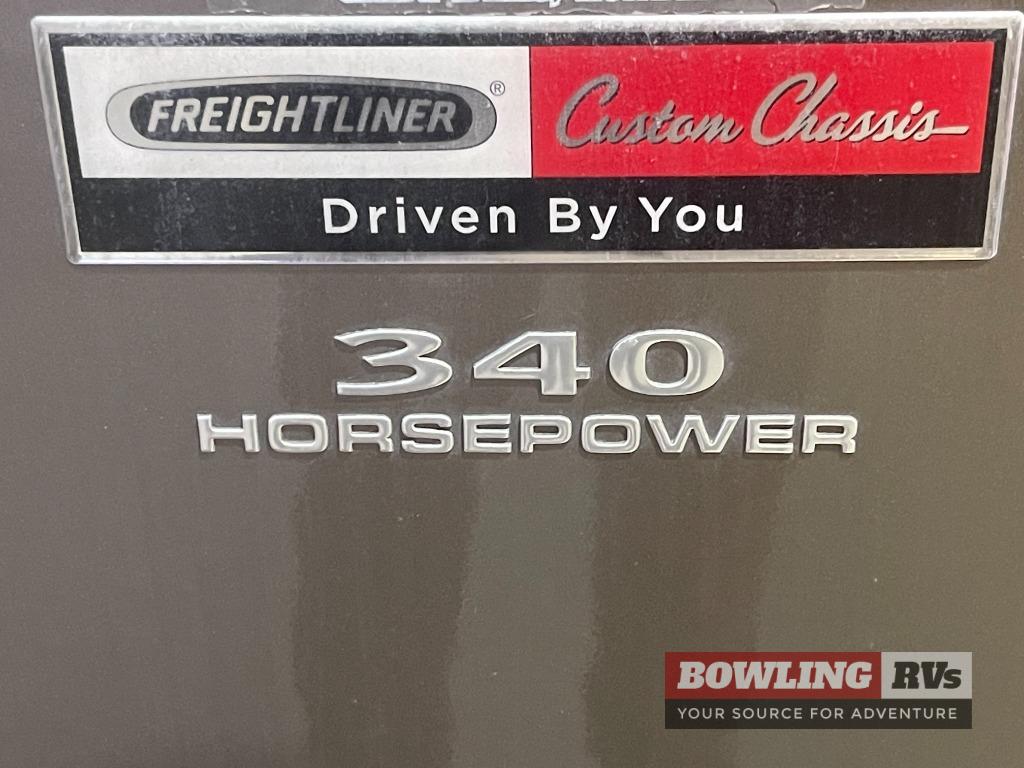 FREIGHTLINER® Custom Chassis
Driven By You
340
HORSEPOWER
BOWLING RVs
YOUR SOURCE FOR ADVENTURE